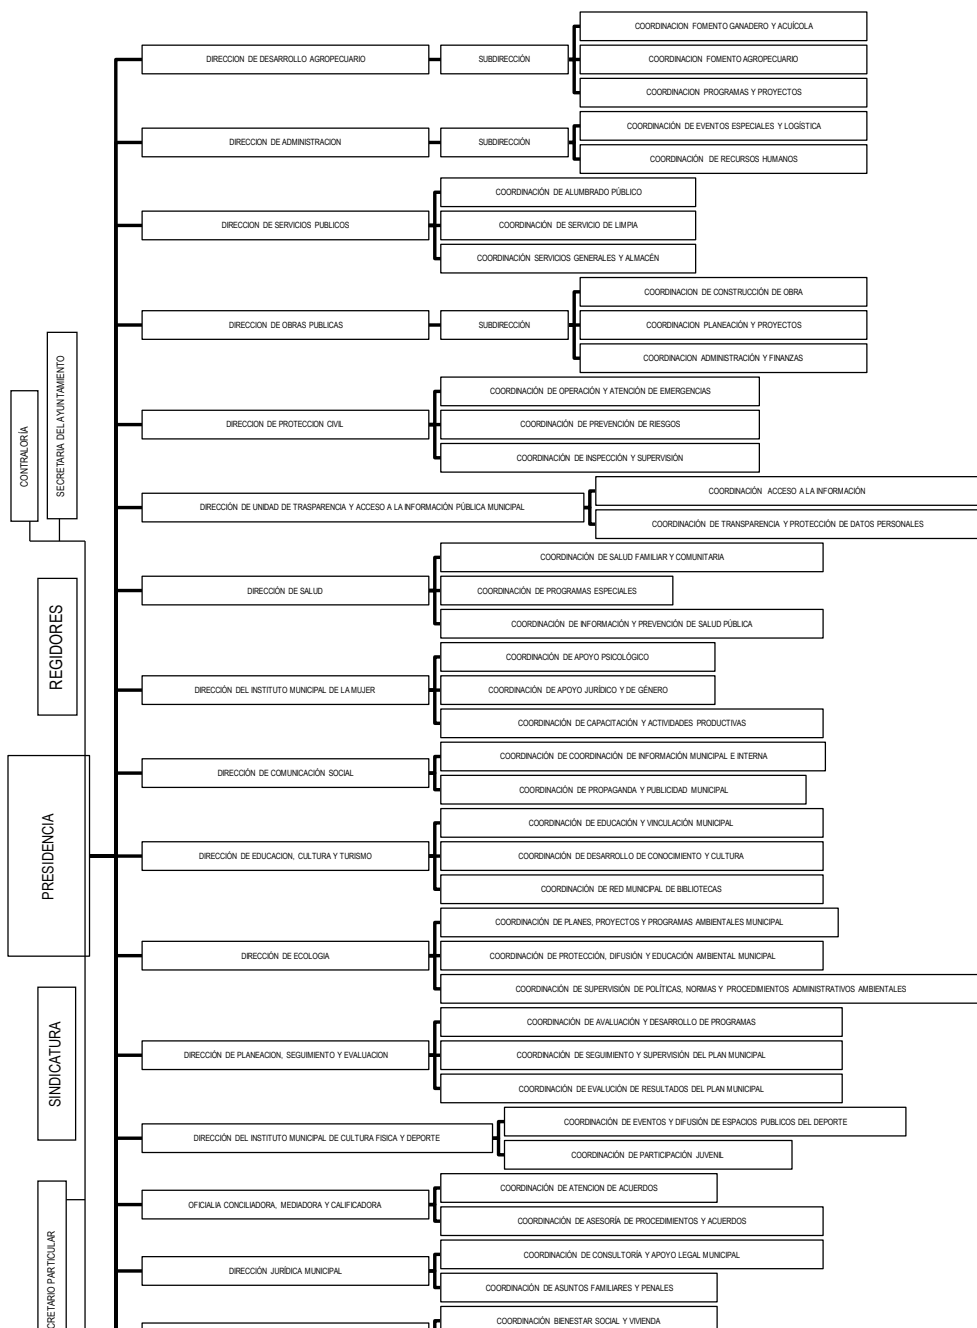 COORDINACION FOMENTO GANADERO Y ACUÍCOLA
DIRECCION DE DESARROLLO AGROPECUARIO
SUBDIRECCIÓN
COORDINACION FOMENTO AGROPECUARIO
COORDINACION PROGRAMAS Y PROYECTOS
COORDINACIÓN DE EVENTOS ESPECIALES Y LOGÍSTICA
DIRECCION DE ADMINISTRACION
SUBDIRECCIÓN
COORDINACIÓN DE RECURSOS HUMANOS
COORDINACIÓN DE ALUMBRADO PÚBLICO
DIRECCION DE SERVICIOS PUBLICOS
COORDINACIÓN DE SERVICIO DE LIMPIA
COORDINACIÓN SERVICIOS GENERALES Y ALMACÉN
COORDINACION DE CONSTRUCCIÓN DE OBRA
DIRECCION DE OBRAS PUBLICAS
SUBDIRECCIÓN
COORDINACION PLANEACIÓN Y PROYECTOS
COORDINACION ADMINISTRACIÓN Y FINANZAS
CONTRALORÍA
SECRETARIA DEL AYUNTAMIENTO
COORDINACIÓN DE OPERACIÓN Y ATENCIÓN DE EMERGENCIAS
DIRECCION DE PROTECCION CIVIL
COORDINACIÓN DE PREVENCIÓN DE RIESGOS
COORDINACIÓN DE INSPECCIÓN Y SUPERVISIÓN
COORDINACIÓN ACCESO A LA INFORMACIÓN
DIRECCIÓN DE UNIDAD DE TRASPARENCIA Y ACCESO A LA INFORMACIÓN PÚBLICA MUNICIPAL
COORDINACIÓN DE TRANSPARENCIA Y PROTECCIÓN DE DATOS PERSONALES
COORDINACIÓN DE SALUD FAMILIAR Y COMUNITARIA
DIRECCIÓN DE SALUD
COORDINACIÓN DE PROGRAMAS ESPECIALES
COORDINACIÓN DE INFORMACIÓN Y PREVENCIÓN DE SALUD PÚBLICA
REGIDORES
COORDINACIÓN DE APOYO PSICOLÓGICO
DIRECCIÓN DEL INSTITUTO MUNICIPAL DE LA MUJER
COORDINACIÓN DE APOYO JURÍDICO Y DE GÉNERO
COORDINACIÓN DE CAPACITACIÓN Y ACTIVIDADES PRODUCTIVAS
COORDINACIÓN DE COORDINACIÓN DE INFORMACIÓN MUNICIPAL E INTERNA
DIRECCIÓN DE COMUNICACIÓN SOCIAL
COORDINACIÓN DE PROPAGANDA Y PUBLICIDAD MUNICIPAL
PRESIDENCIA
COORDINACIÓN DE EDUCACIÓN Y VINCULACIÓN MUNICIPAL
DIRECCIÓN DE EDUCACION, CULTURA Y TURISMO
COORDINACIÓN DE DESARROLLO DE CONOCIMIENTO Y CULTURA
COORDINACIÓN DE RED MUNICIPAL DE BIBLIOTECAS
COORDINACIÓN DE PLANES, PROYECTOS Y PROGRAMAS AMBIENTALES MUNICIPAL
DIRECCIÓN DE ECOLOGIA
COORDINACIÓN DE PROTECCIÓN, DIFUSIÓN Y EDUCACIÓN AMBIENTAL MUNICIPAL
COORDINACIÓN DE SUPERVISIÓN DE POLÍTICAS, NORMAS Y PROCEDIMIENTOS ADMINISTRATIVOS AMBIENTALES
SINDICATURA
COORDINACIÓN DE AVALUACIÓN Y DESARROLLO DE PROGRAMAS
DIRECCIÓN DE PLANEACION, SEGUIMIENTO Y EVALUACION
COORDINACIÓN DE SEGUIMIENTO Y SUPERVISIÓN DEL PLAN MUNICIPAL
COORDINACIÓN DE EVALUCIÓN DE RESULTADOS DEL PLAN MUNICIPAL
COORDINACIÓN DE EVENTOS Y DIFUSIÓN DE ESPACIOS PUBLICOS DEL DEPORTE
DIRECCIÓN DEL INSTITUTO MUNICIPAL DE CULTURA FISICA Y DEPORTE
COORDINACIÓN DE PARTICIPACIÓN JUVENIL
COORDINACIÓN DE ATENCION DE ACUERDOS
OFICIALIA CONCILIADORA, MEDIADORA Y CALIFICADORA
COORDINACIÓN DE ASESORÍA DE PROCEDIMIENTOS Y ACUERDOS
CRETARIO PARTICULAR
COORDINACIÓN DE CONSULTORÍA Y APOYO LEGAL MUNICIPAL
DIRECCIÓN JURÍDICA MUNICIPAL
COORDINACIÓN DE ASUNTOS FAMILIARES Y PENALES
COORDINACIÓN BIENESTAR SOCIAL Y VIVIENDA